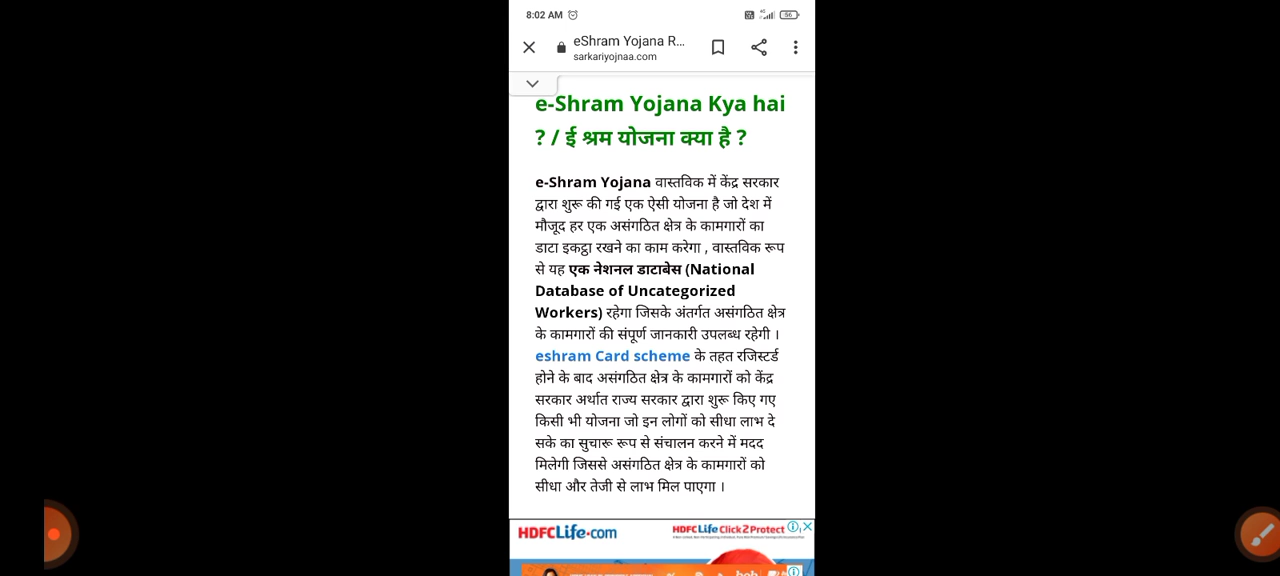 8:02 AM
56
eShram Yojana R...
sarkariyojnaa.com
e-Shram Yojana Kya hai
? / ई श्रम योजना क्या है ?
e-Shram Yojana वास्तविक में केंद्र सरकार
द्वारा शुरू की गई एक ऐसी योजना है जो देश में
मौजूद हर एक असंगठित क्षेत्र के कामगारों का
डाटा इकट्ठा रखने का काम करेगा , वास्तविक रूप
से यह एक नेशनल डाटाबेस (National
Database of Uncategorized
Workers) रहेगा जिसके अंतर्गत असंगठित क्षेत्र
के कामगारों की संपूर्ण जानकारी उपलब्ध रहेगी ।
eshram Card scheme के तहत रजिस्टर्ड
होने के बाद असंगठित क्षेत्र के कामगारों को केंद्र
सरकार अर्थात राज्य सरकार द्वारा शुरू किए गए
किसी भी योजना जो इन लोगों को सीधा लाभ दे
सके का सुचारू रूप से संचालन करने में मदद
मिलेगी जिससे असंगठित क्षेत्र के कामगारों को
सीधा और तेजी से लाभ मिल पाएगा ।
HDFCLife.com
HDFC Life Click 2 Protect
bob